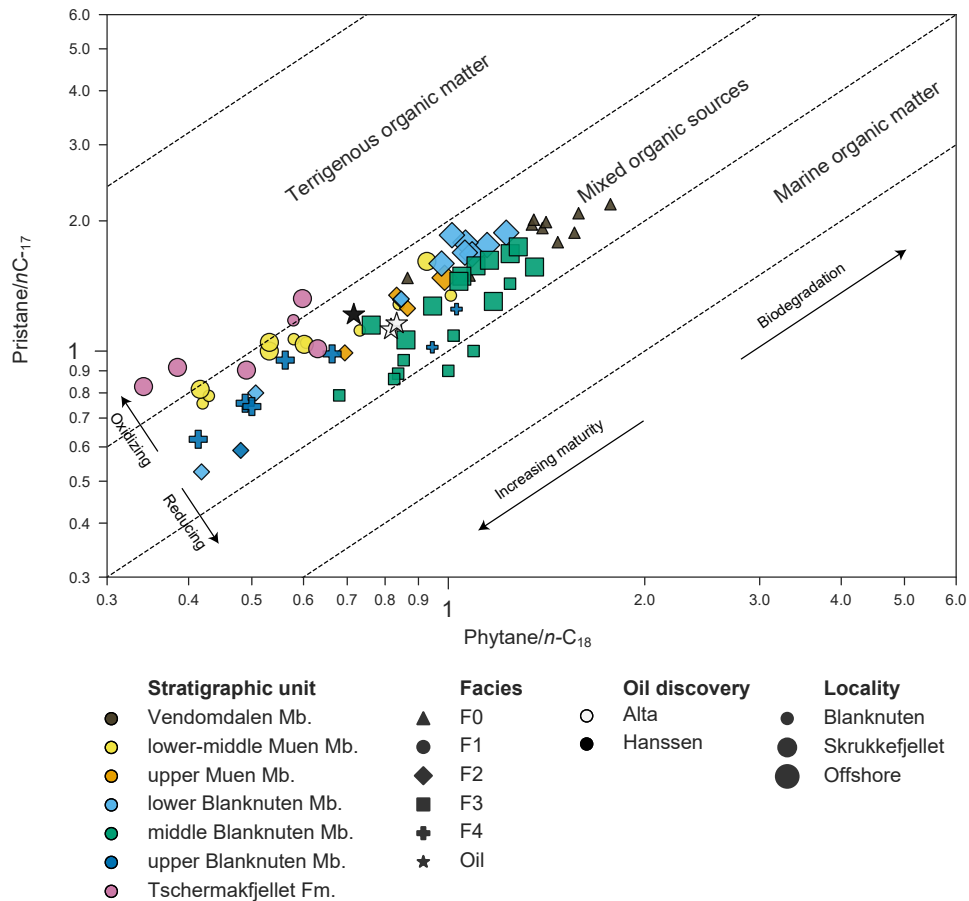 6.0
5.0
4.0
3.0
2.0
1
0.9
0.8
0.7
0.6
0.5
0.4
0.3
Pristane/nC-17
Terrigenous organic matter
Mixed organic sources
Marine organic matter
Biodegradation
Increasing maturity
Oxidizing
Reducing
0.3 0.4 0.5 0.6 0.7 0.8 0.9 1 2.0 3.0 4.0 5.0 6.0
Phytane/n-C18
Stratigraphic unit
Vendomdalen Mb.
lower-middle Muen Mb.
upper Muen Mb.
lower Blanknuten Mb.
middle Blanknuten Mb.
upper Blanknuten Mb.
Tschermakfjellet Fm.
Facies
F0
F1
F2
F3
F4
Oil
Oil discovery
Alta
Hanssen
Locality
Blanknuten
Skrukkefjellet
Offshore